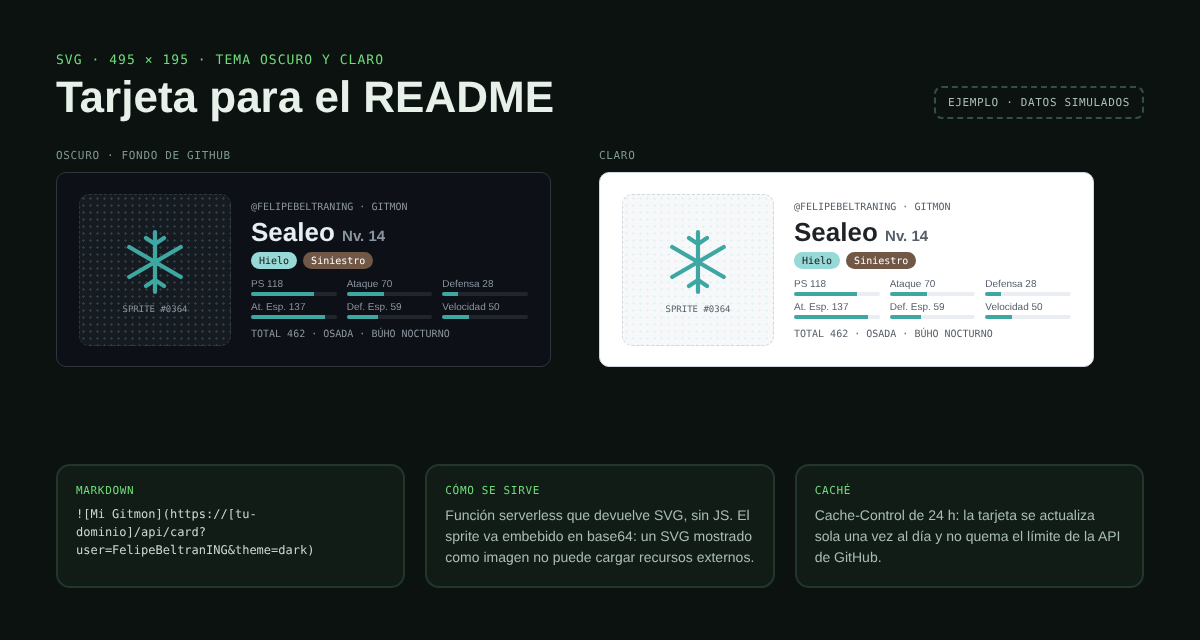 SVG · 495 × 195 · TEMA OSCURO Y CLARO
Tarjeta para el README
EJEMPLO · DATOS SIMULADOS
OSCURO · FONDO DE GITHUB
SPRITE #0364
@FELIPEBELTRANING · GITMON
Sealeo Nv. 14
Hielo Siniestro
PS 118 Ataque 70 Defensa 28
At. Esp. 137 Def. Esp. 59 Velocidad 50
TOTAL 462 · OSADA · BÚHO NOCTURNO
CLARO
SPRITE #0364
@FELIPEBELTRANING · GITMON
Sealeo Nv. 14
Hielo Siniestro
PS 118 Ataque 70 Defensa 28
At. Esp. 137 Def. Esp. 59 Velocidad 50
TOTAL 462 · OSADA · BÚHO NOCTURNO
MARKDOWN
![Mi Gitmon](https://[tu-
dominio]/api/card?
user=FelipeBeltranING&theme=dark)
CÓMO SE SIRVE
Función serverless que devuelve SVG, sin JS. El
sprite va embebido en base64: un SVG mostrado
como imagen no puede cargar recursos externos.
CACHÉ
Cache-Control de 24 h: la tarjeta se actualiza
sola una vez al día y no quema el límite de la API
de GitHub.